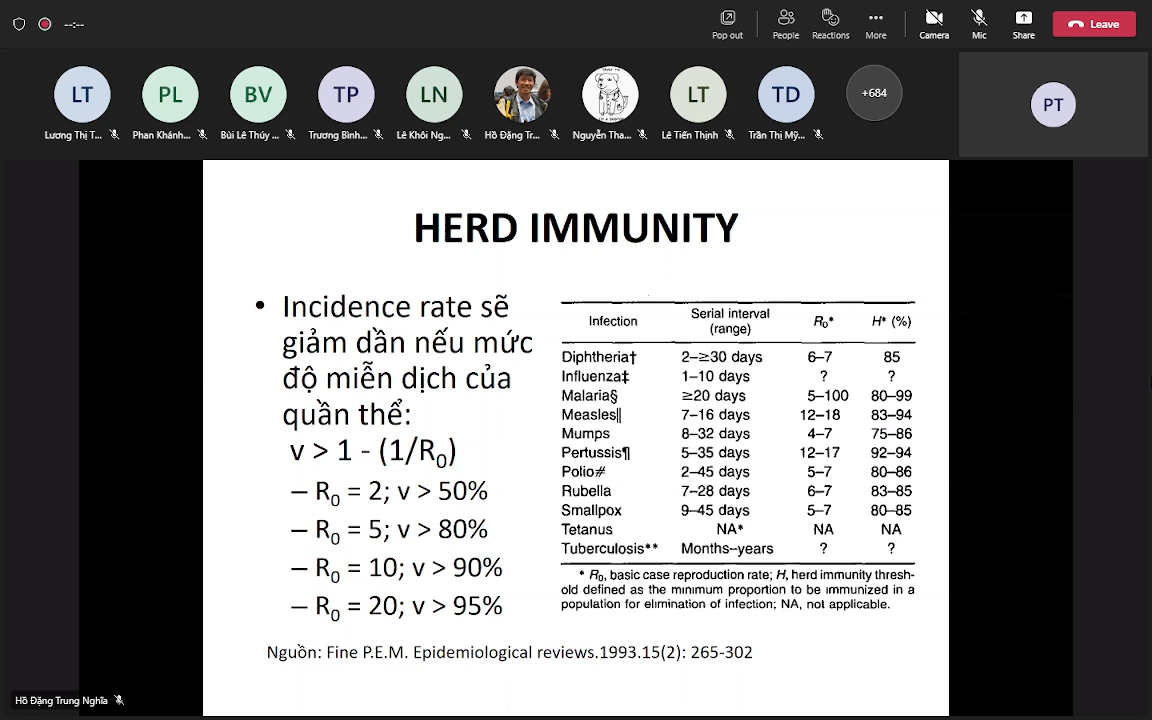 --:--
Pop out
People
Reactions
More
Camera
Mic
Share
Leave
LT
PL
BV
TP
LN
LT
TD
+684
PT
Lương Thị T...
Phan Khánh...
Bùi Lê Thúy ...
Trương Bình...
Lê Khôi Ng...
Hồ Đặng Tr...
Nguyễn Tha...
Lê Tiến Thịnh
Trần Thị Mỹ...
HERD IMMUNITY
• Incidence rate sẽ
giảm dần nếu mức
độ miễn dịch của
quần thể:
v > 1 - (1/R₀)
– R₀ = 2; v > 50%
– R₀ = 5; v > 80%
– R₀ = 10; v > 90%
– R₀ = 20; v > 95%
Infection Serial interval (range) R₀* H* (%)
Diphtheria† 2–≥30 days 6–7 85
Influenza‡ 1–10 days ? ?
Malaria§ ≥20 days 5–100 80–99
Measles‖ 7–16 days 12–18 83–94
Mumps 8–32 days 4–7 75–86
Pertussis¶ 5–35 days 12–17 92–94
Polio# 2–45 days 5–7 80–86
Rubella 7–28 days 6–7 83–85
Smallpox 9–45 days 5–7 80–85
Tetanus NA* NA NA
Tuberculosis** Months–years ? ?
* R₀, basic case reproduction rate; H, herd immunity thresh-
old defined as the minimum proportion to be immunized in a
population for elimination of infection; NA, not applicable.
Nguồn: Fine P.E.M. Epidemiological reviews.1993.15(2): 265-302
Hồ Đặng Trung Nghĩa